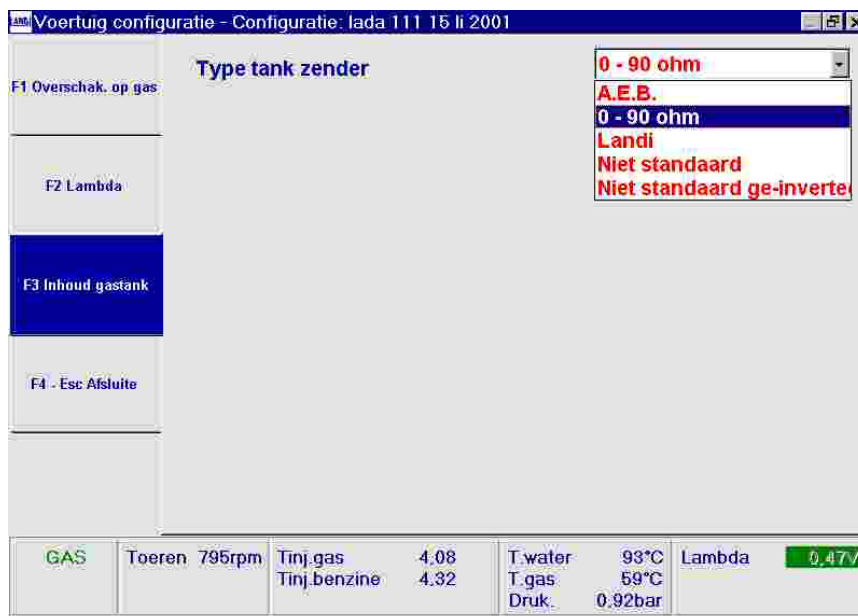 LANDI Voertuig configuratie - Configuratie: lada 111 15 li 2001
F1 Overschak. op gas
F2 Lambda
F3 Inhoud gastank
F4 - Esc Afsluite
Type tank zender
0 - 90 ohm
A.E.B.
0 - 90 ohm
Landi
Niet standaard
Niet standaard ge-inverted
GAS
Toeren 795rpm
Tinj.gas 4,08
Tinj.benzine 4,32
T.water 93°C
T.gas 59°C
Druk. 0,92bar
Lambda 0,47V